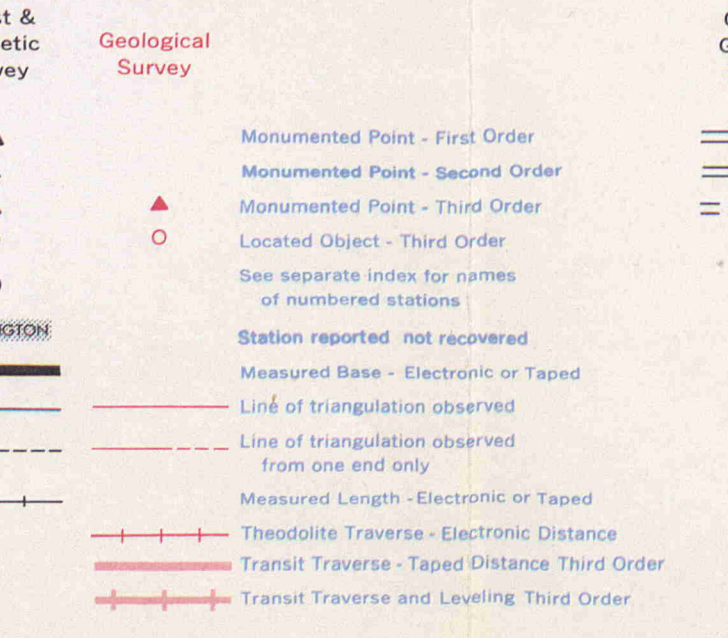 Geological
Survey
Monumented Point - First Order
Monumented Point - Second Order
Monumented Point - Third Order
Located Object - Third Order
See separate index for names
of numbered stations
Station reported not recovered
Measured Base - Electronic or Taped
Line of triangulation observed
Line of triangulation observed
from one end only
Measured Length - Electronic or Taped
Theodolite Traverse - Electronic Distance
Transit Traverse - Taped Distance Third Order
Transit Traverse and Leveling Third Order